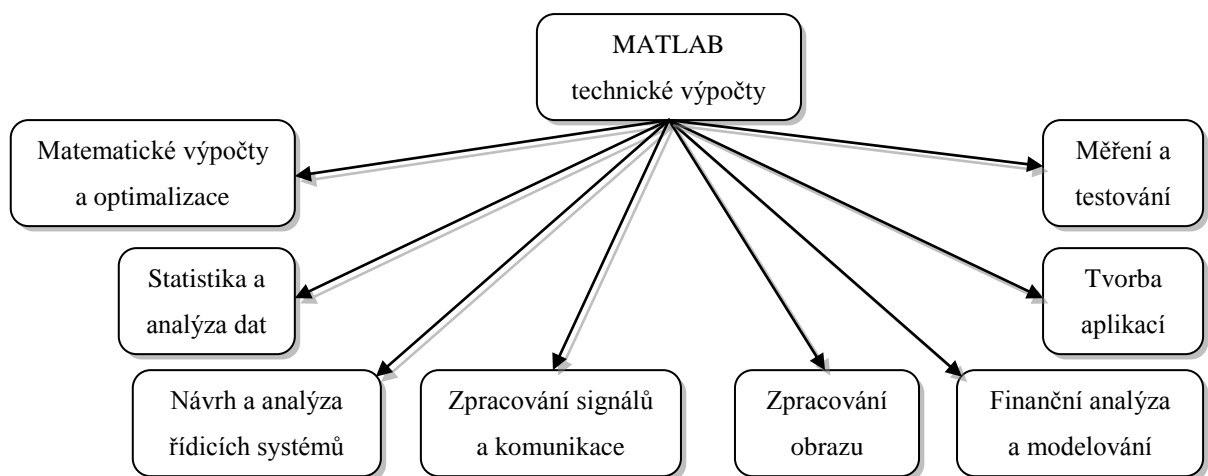 MATLAB
technické výpočty
Matematické výpočty
a optimalizace
Měření a
testování
Statistika a
analýza dat
Tvorba
aplikací
Návrh a analýza
řídicích systémů
Zpracování signálů
a komunikace
Zpracování
obrazu
Finanční analýza
a modelování